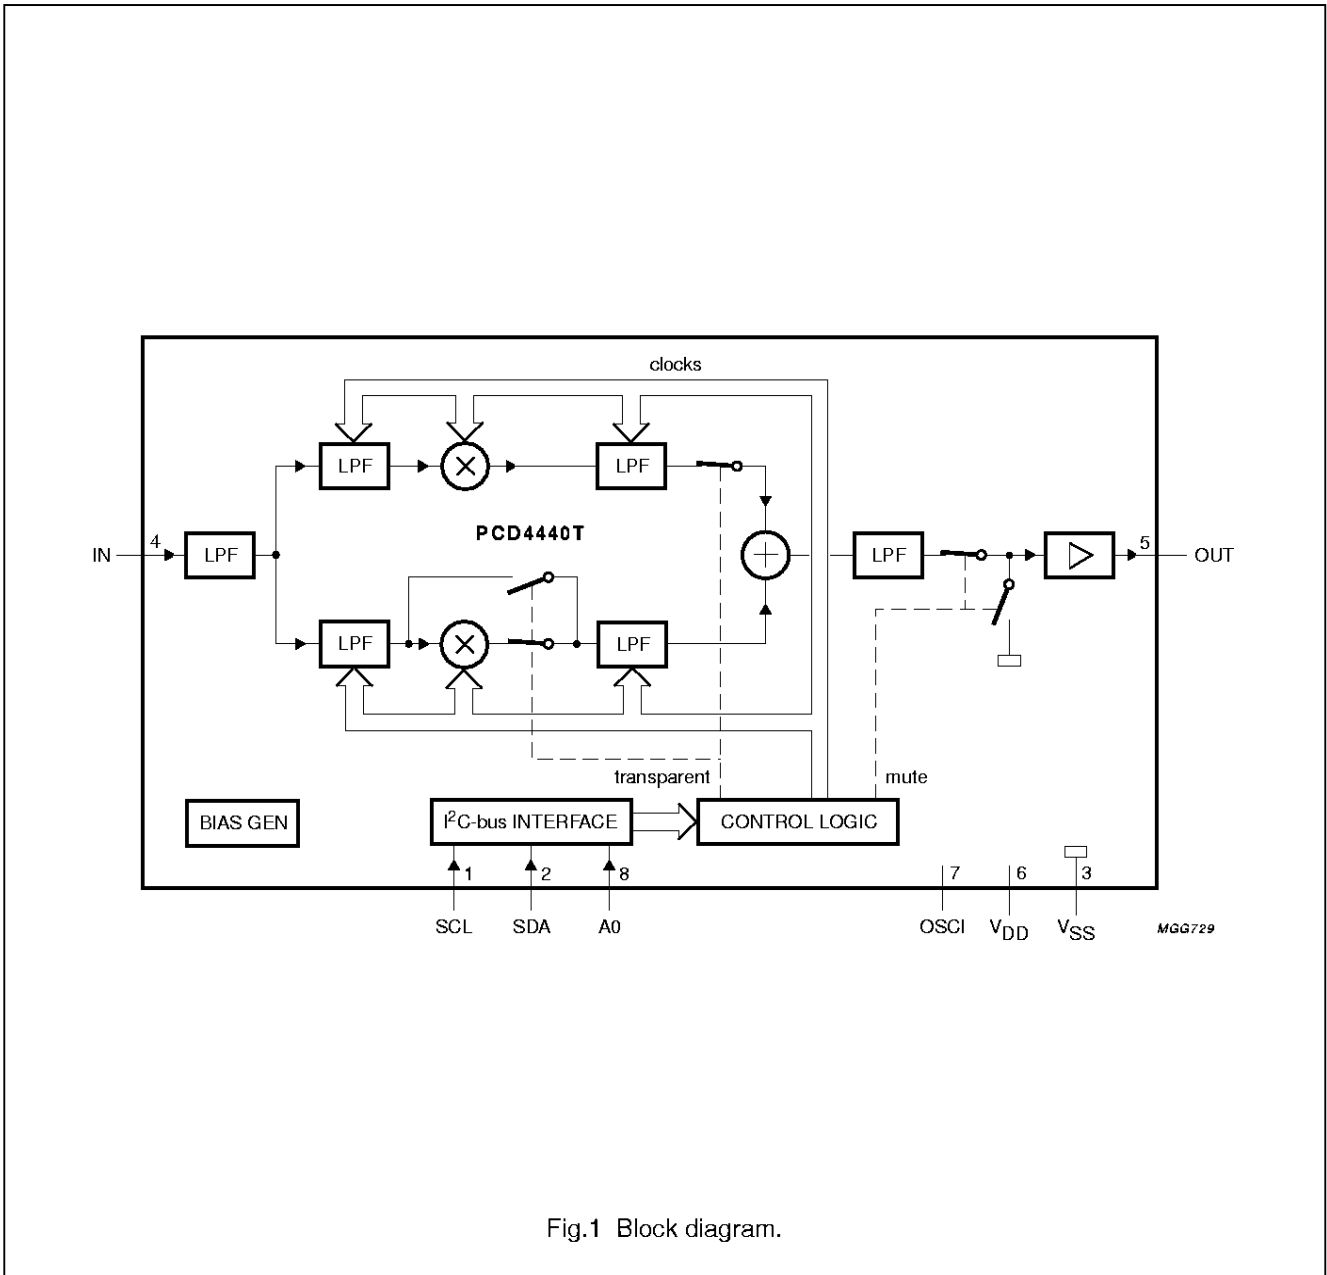 clocks
LPF
LPF
PCD4440T
IN
4
LPF
LPF
5
OUT
LPF
LPF
transparent
mute
BIAS GEN
I²C-bus INTERFACE
CONTROL LOGIC
1
2
8
7
6
3
SCL
SDA
A0
OSCI
VDD
VSS
MGG729
Fig.1 Block diagram.